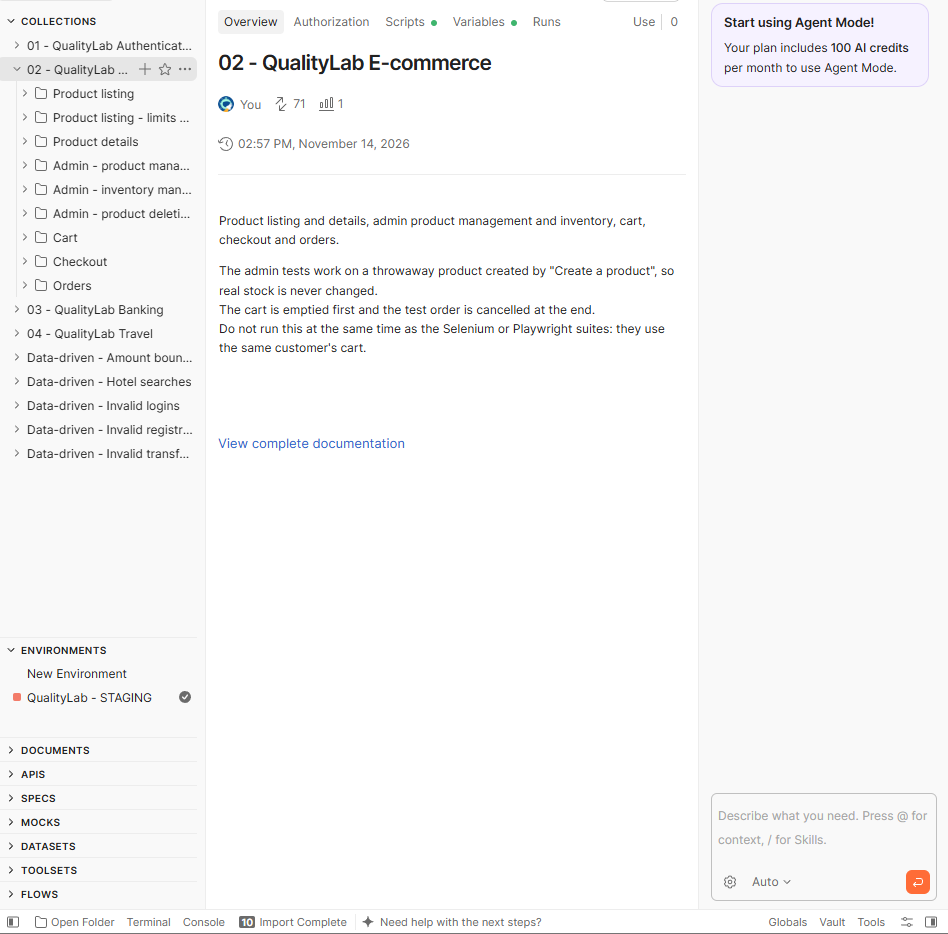 COLLECTIONS
01 - QualityLab Authenticat...
02 - QualityLab ...
Product listing
Product listing - limits ...
Product details
Admin - product mana...
Admin - inventory man...
Admin - product deleti...
Cart
Checkout
Orders
03 - QualityLab Banking
04 - QualityLab Travel
Data-driven - Amount boun...
Data-driven - Hotel searches
Data-driven - Invalid logins
Data-driven - Invalid registr...
Data-driven - Invalid transf...
ENVIRONMENTS
New Environment
QualityLab - STAGING
DOCUMENTS
APIS
SPECS
MOCKS
DATASETS
TOOLSETS
FLOWS
Overview Authorization Scripts Variables Runs Use 0
02 - QualityLab E-commerce
You 71 1
02:57 PM, November 14, 2026
Product listing and details, admin product management and inventory, cart,
checkout and orders.
The admin tests work on a throwaway product created by "Create a product", so
real stock is never changed.
The cart is emptied first and the test order is cancelled at the end.
Do not run this at the same time as the Selenium or Playwright suites: they use
the same customer's cart.
View complete documentation
Start using Agent Mode!
Your plan includes 100 AI credits
per month to use Agent Mode.
Describe what you need. Press @ for
context, / for Skills.
Auto
Open Folder Terminal Console 10 Import Complete Need help with the next steps? Globals Vault Tools